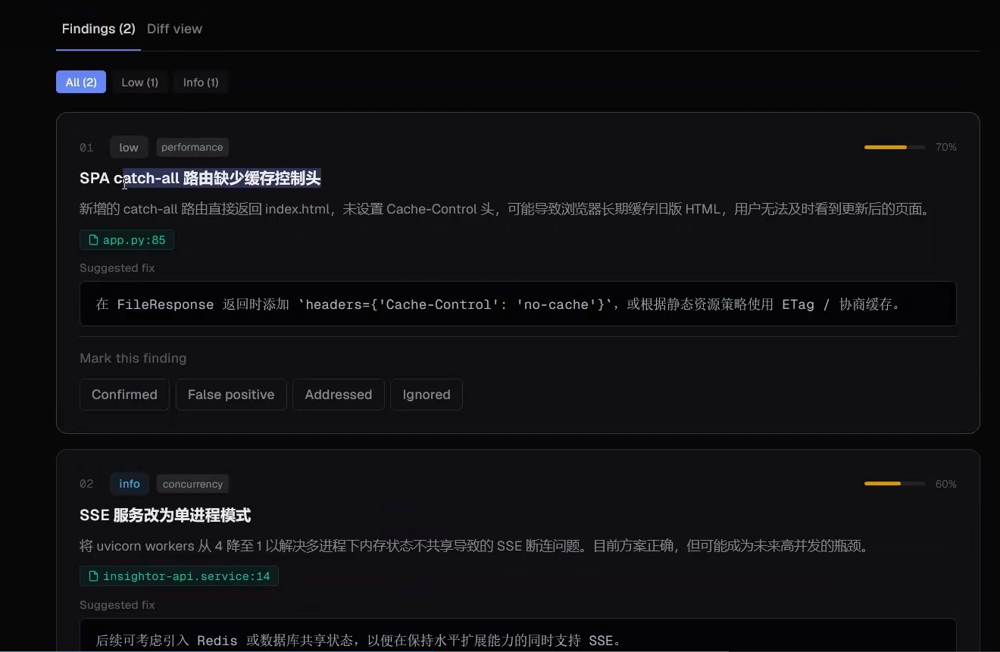 Findings (2) Diff view
All (2) Low (1) Info (1)
01 low performance 70%
SPA catch-all 路由缺少缓存控制头
新增的 catch-all 路由直接返回 index.html，未设置 Cache-Control 头，可能导致浏览器长期缓存旧版 HTML，用户无法及时看到更新后的页面。
app.py:85
Suggested fix
在 FileResponse 返回时添加 `headers={'Cache-Control': 'no-cache'}`，或根据静态资源策略使用 ETag / 协商缓存。
Mark this finding
Confirmed False positive Addressed Ignored
02 info concurrency 60%
SSE 服务改为单进程模式
将 uvicorn workers 从 4 降至 1 以解决多进程下内存状态不共享导致的 SSE 断连问题。目前方案正确，但可能成为未来高并发的瓶颈。
insightor-api.service:14
Suggested fix
后续可考虑引入 Redis 或数据库共享状态，以便在保持水平扩展能力的同时支持 SSE。